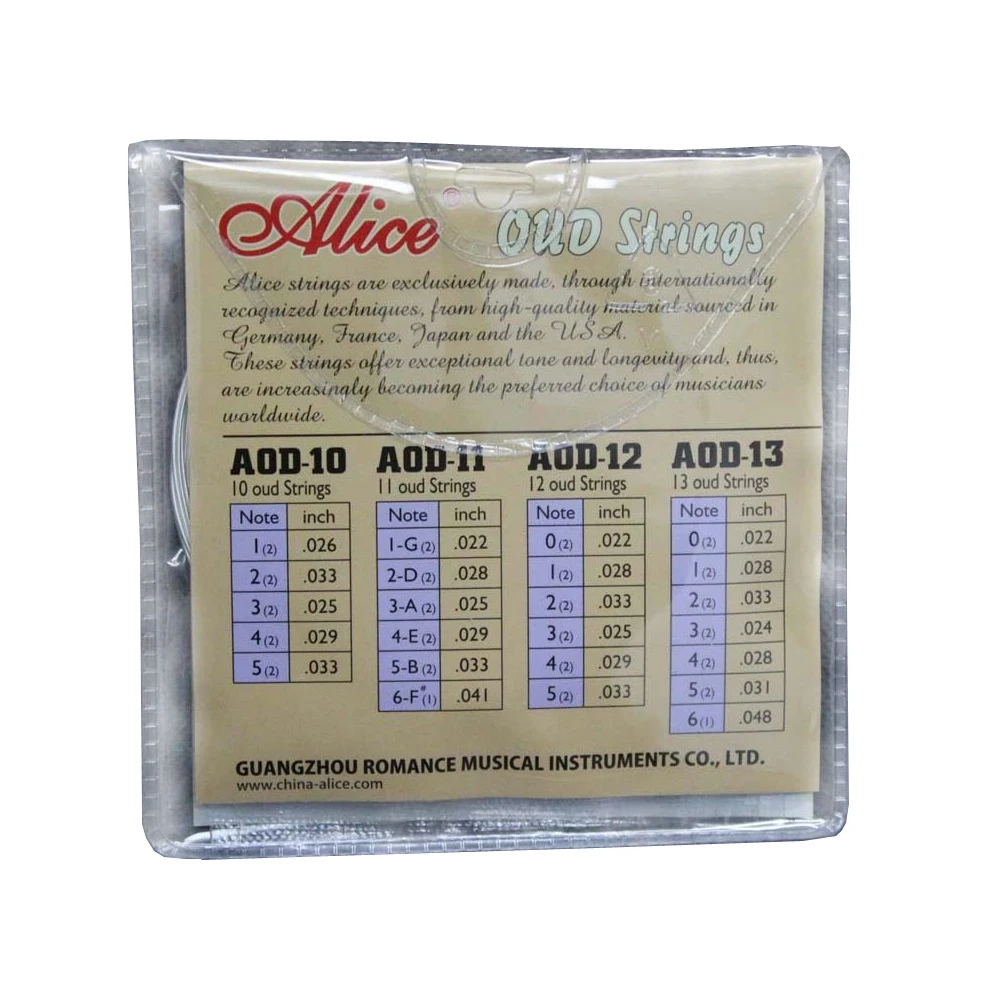 Alice ® OUD Strings
Alice strings are exclusively made, through internationally
recognized techniques, from high-quality material sourced in
Germany, France, Japan and the U.S.A.
These strings offer exceptional tone and longevity and, thus,
are increasingly becoming the preferred choice of musicians
worldwide.
AOD-10 AOD-11 AOD-12 AOD-13
10 oud Strings 11 oud Strings 12 oud Strings 13 oud Strings
Note inch Note inch Note inch Note inch
1(2) .026 1-G(2) .022 0(2) .022 0(2) .022
2(2) .033 2-D(2) .028 1(2) .028 1(2) .028
3(2) .025 3-A(2) .025 2(2) .033 2(2) .033
4(2) .029 4-E(2) .029 3(2) .025 3(2) .024
5(2) .033 5-B(2) .033 4(2) .029 4(2) .028
6-F#(1) .041 5(2) .033 5(2) .031
6(1) .048
GUANGZHOU ROMANCE MUSICAL INSTRUMENTS CO., LTD.
www.china-alice.com